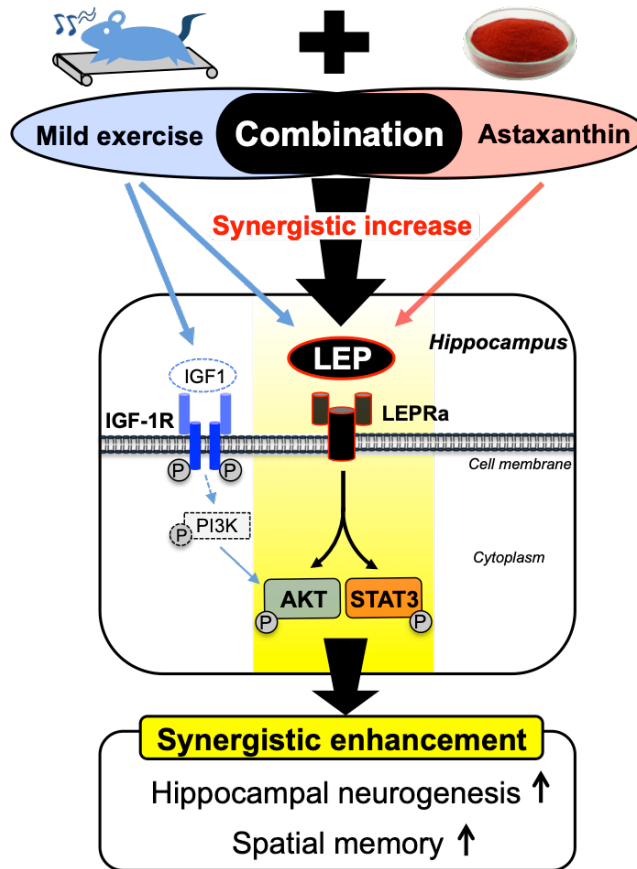 Mild exercise
Combination
Astaxanthin
Synergistic increase
Hippocampus
LEP
IGF1
IGF-1R
LEPRa
P
P
Cell membrane
PI3K
P
Cytoplasm
AKT
STAT3
P
P
Synergistic enhancement
Hippocampal neurogenesis ↑
Spatial memory ↑